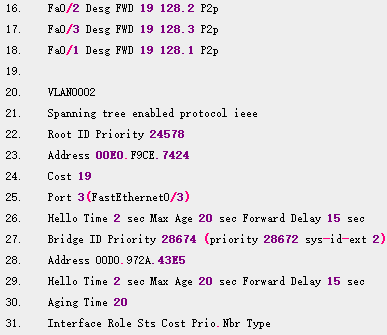 16. Fa0/2 Desg FWD 19 128.2 P2p
17. Fa0/3 Desg FWD 19 128.3 P2p
18. Fa0/1 Desg FWD 19 128.1 P2p
19.
20. VLAN0002
21. Spanning tree enabled protocol ieee
22. Root ID Priority 24578
23. Address 00E0.F9CE.7424
24. Cost 19
25. Port 3(FastEthernet0/3)
26. Hello Time 2 sec Max Age 20 sec Forward Delay 15 sec
27. Bridge ID Priority 28674 (priority 28672 sys-id-ext 2)
28. Address 00D0.972A.43E5
29. Hello Time 2 sec Max Age 20 sec Forward Delay 15 sec
30. Aging Time 20
31. Interface Role Sts Cost Prio.Nbr Type